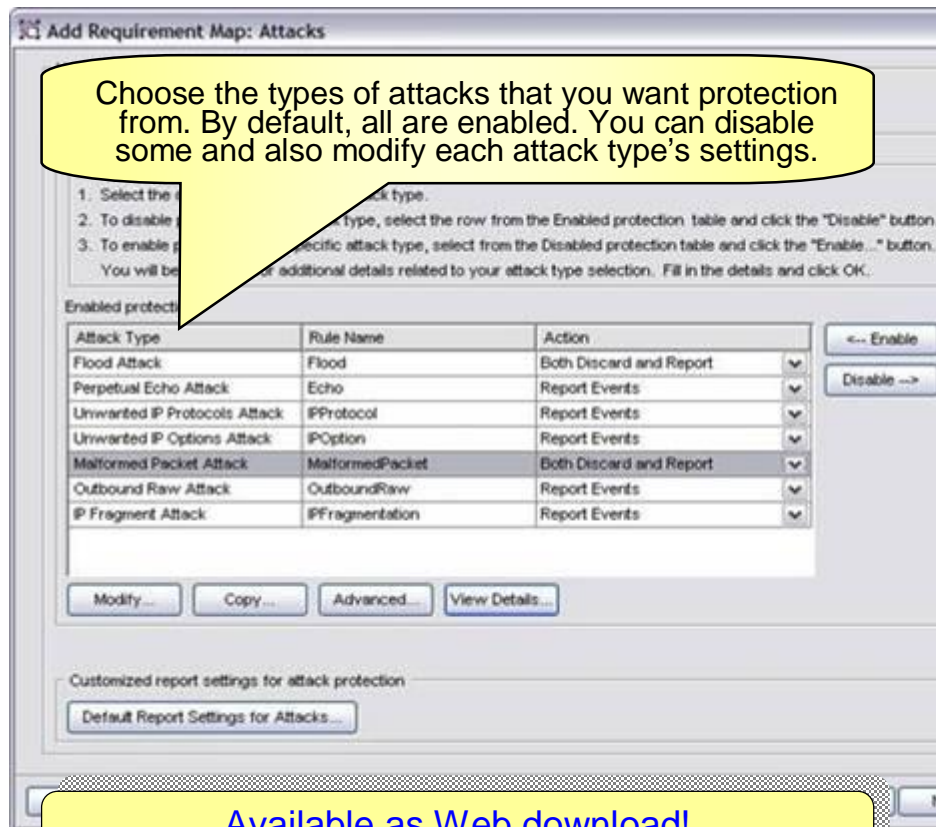 Add Requirement Map: Attacks
Choose the types of attacks that you want protection
from. By default, all are enabled. You can disable
some and also modify each attack type's settings.
1. Select the
type.
2. To disable
type, select the row from the Enabled protection table and click the "Disable" button
3. To enable
specific attack type, select from the Disabled protection table and click the "Enable..." button.
You will be
additional details related to your attack type selection. Fill in the details and click OK.
Enabled
Attack Type Rule Name Action
Flood Attack Flood Both Discard and Report
<-- Enable
Perpetual Echo Attack Echo Report Events
Disable -->
Unwanted IP Protocols Attack IPProtocol Report Events
Unwanted IP Options Attack IPOption Report Events
Malformed Packet Attack MalformedPacket Both Discard and Report
Outbound Raw Attack OutboundRaw Report Events
IP Fragment Attack IPFragmentation Report Events
Modify... Copy... Advanced... View Details...
Customized report settings for attack protection
Default Report Settings for Attacks...
Available as Web download!